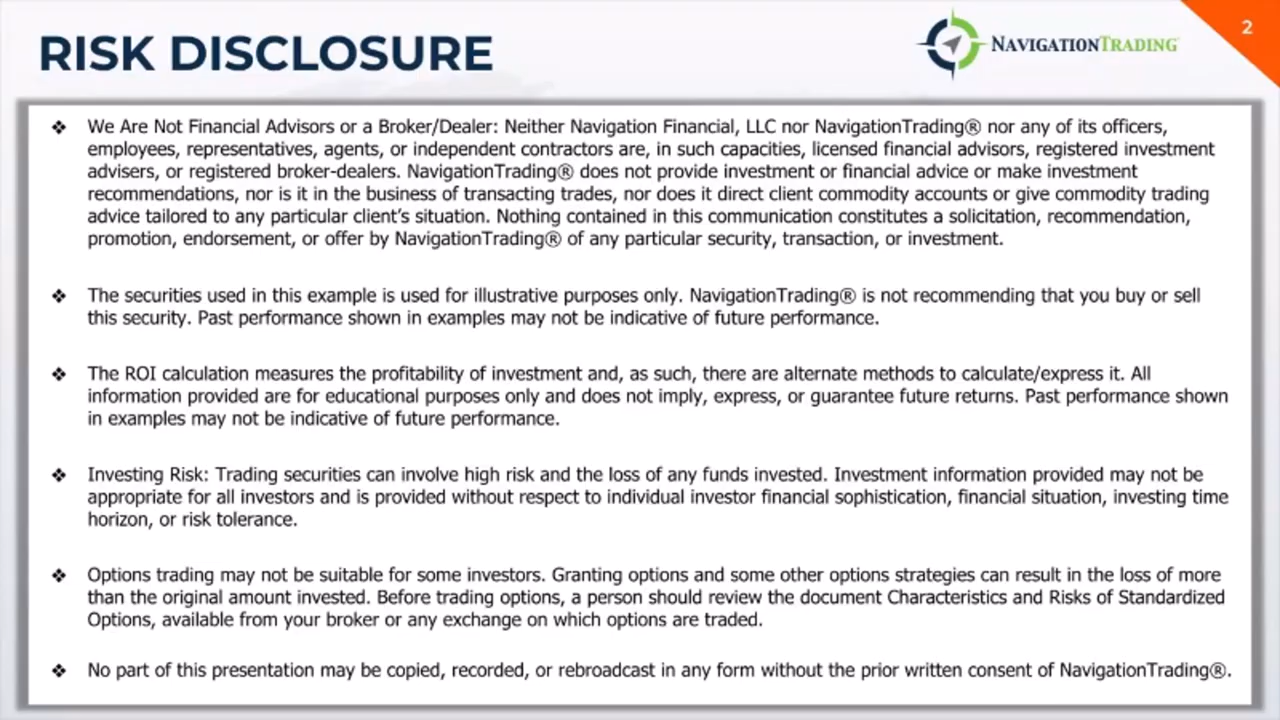 RISK DISCLOSURE
NAVIGATIONTRADING
2
❖ We Are Not Financial Advisors or a Broker/Dealer: Neither Navigation Financial, LLC nor NavigationTrading® nor any of its officers,
employees, representatives, agents, or independent contractors are, in such capacities, licensed financial advisors, registered investment
advisers, or registered broker-dealers. NavigationTrading® does not provide investment or financial advice or make investment
recommendations, nor is it in the business of transacting trades, nor does it direct client commodity accounts or give commodity trading
advice tailored to any particular client's situation. Nothing contained in this communication constitutes a solicitation, recommendation,
promotion, endorsement, or offer by NavigationTrading® of any particular security, transaction, or investment.
❖ The securities used in this example is used for illustrative purposes only. NavigationTrading® is not recommending that you buy or sell
this security. Past performance shown in examples may not be indicative of future performance.
❖ The ROI calculation measures the profitability of investment and, as such, there are alternate methods to calculate/express it. All
information provided are for educational purposes only and does not imply, express, or guarantee future returns. Past performance shown
in examples may not be indicative of future performance.
❖ Investing Risk: Trading securities can involve high risk and the loss of any funds invested. Investment information provided may not be
appropriate for all investors and is provided without respect to individual investor financial sophistication, financial situation, investing time
horizon, or risk tolerance.
❖ Options trading may not be suitable for some investors. Granting options and some other options strategies can result in the loss of more
than the original amount invested. Before trading options, a person should review the document Characteristics and Risks of Standardized
Options, available from your broker or any exchange on which options are traded.
❖ No part of this presentation may be copied, recorded, or rebroadcast in any form without the prior written consent of NavigationTrading®.